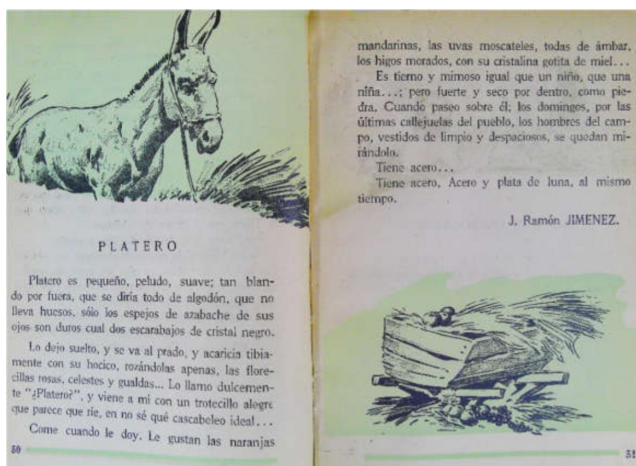 PLATERO
Platero es pequeño, peludo, suave; tan blan-
do por fuera, que se diría todo de algodón, que no
lleva huesos, sólo los espejos de azabache de sus
ojos son duros cual dos escarabajos de cristal negro.
Lo dejo suelto, y se va al prado, y acaricia tibia-
mente con su hocico, rozándolas apenas, las flore-
cillas rosas, celestes y gualdas... Lo llamo dulcemen-
te "¿Platero?", y viene a mí con un trotecillo alegre
que parece que ríe, en no sé qué cascabeleo ideal...
Come cuando le doy. Le gustan las naranjas
50
mandarinas, las uvas moscateles, todas de ámbar,
los higos morados, con su cristalina gotita de miel...
Es tierno y mimoso igual que un niño, que una
niña...; pero fuerte y seco por dentro, como pie-
dra. Cuando paseo sobre él; los domingos, por las
últimas callejuelas del pueblo, los hombres del cam-
po, vestidos de limpio y despaciosos, se quedan mi-
rándolo.
Tiene acero...
Tiene acero. Acero y plata de luna, al mismo
tiempo.
J. Ramón JIMENEZ.